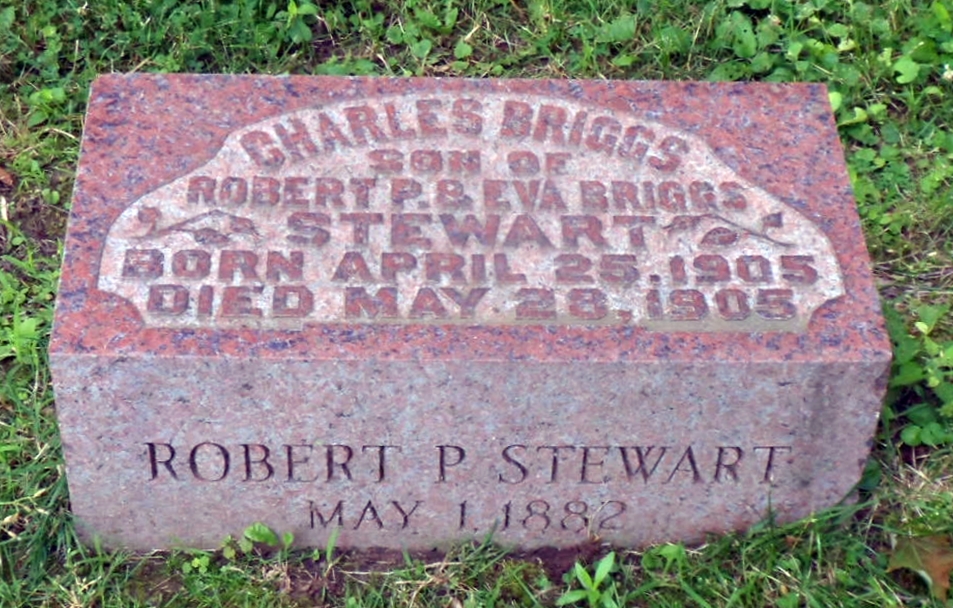 CHARLES BRIGGS
SON OF
ROBERT P. & EVA BRIGGS
STEWART
BORN APRIL 25, 1905
DIED MAY 28, 1905
ROBERT P STEWART
MAY 1, 1882